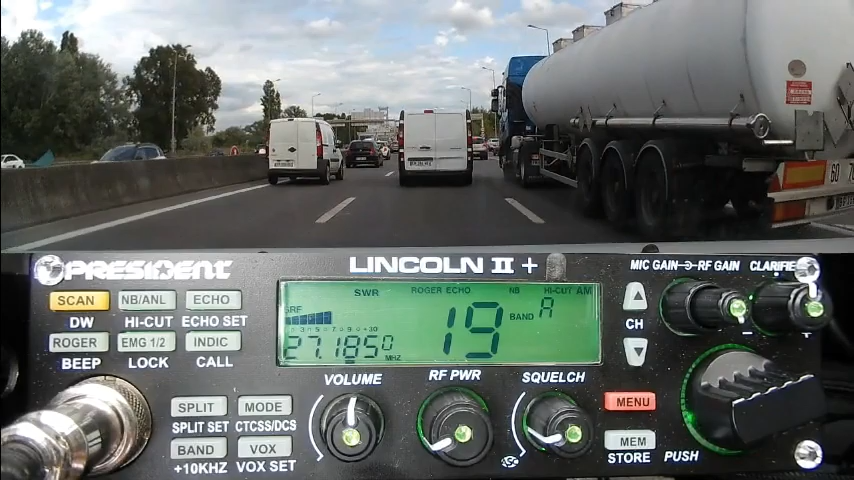 60
PRESIDENT
LINCOLN II +
MIC GAIN RF GAIN CLARIFIER
SCAN NB/ANL ECHO
DW HI-CUT ECHO SET
ROGER EMG 1/2 INDIC
BEEP LOCK CALL
SWR ROGER ECHO NB HI-CUT AM
SRF
19 BAND A
27.1850 MHZ
CH
VOLUME RF PWR SQUELCH
SPLIT MODE
SPLIT SET CTCSS/DCS
BAND VOX
+10KHZ VOX SET
ASC
MENU
MEM
STORE PUSH